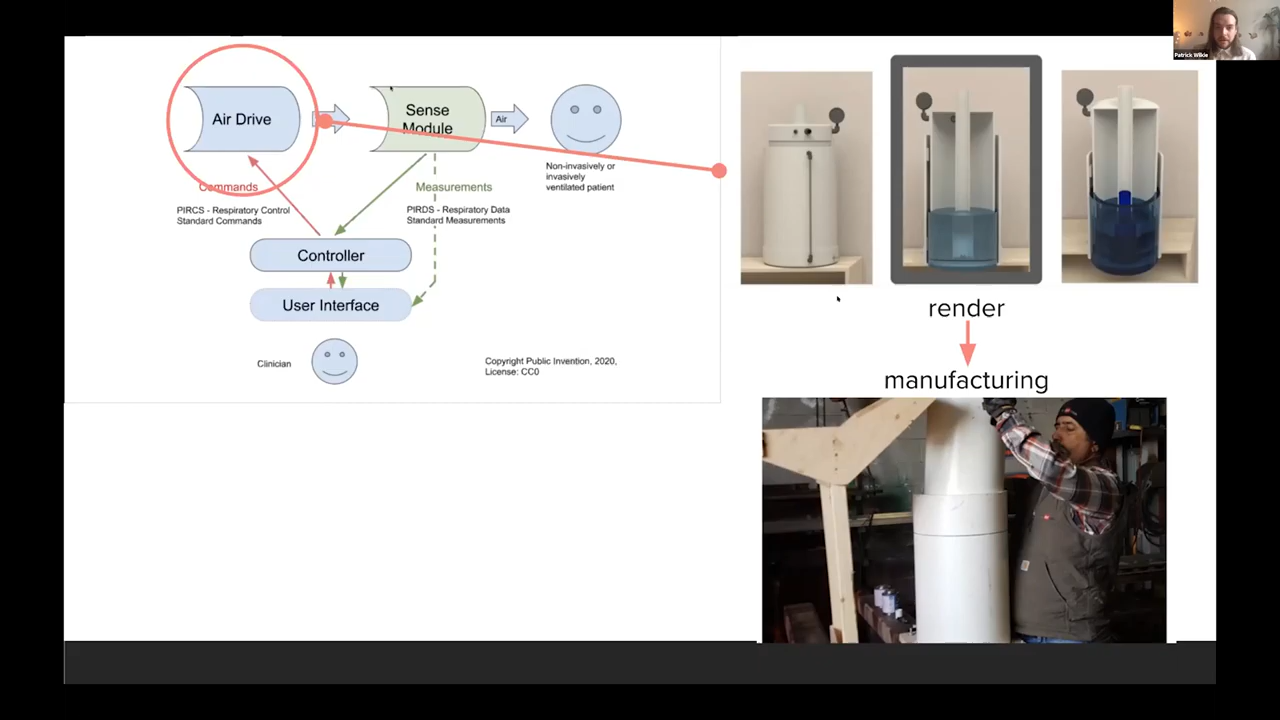 Patrick Wilkie
Air Drive
Sense
Module
Air
Non-invasively or
invasively
ventilated patient
Commands
PIRCS - Respiratory Control
Standard Commands
Measurements
PIRDS - Respiratory Data
Standard Measurements
Controller
User Interface
Clinician
Copyright Public Invention, 2020,
License: CC0
render
manufacturing